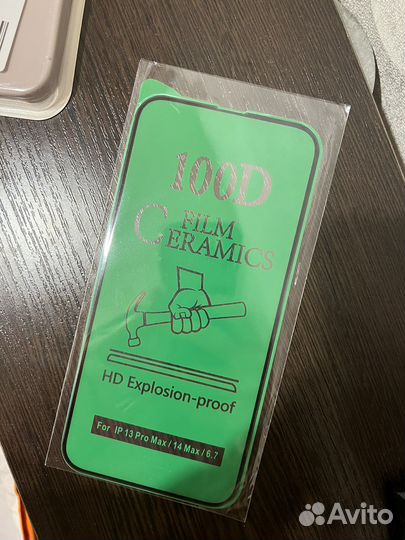 100D
CERAMICS FILM
HD Explosion-proof
For IP 13 Pro Max / 14 Max / 6.7
Avito